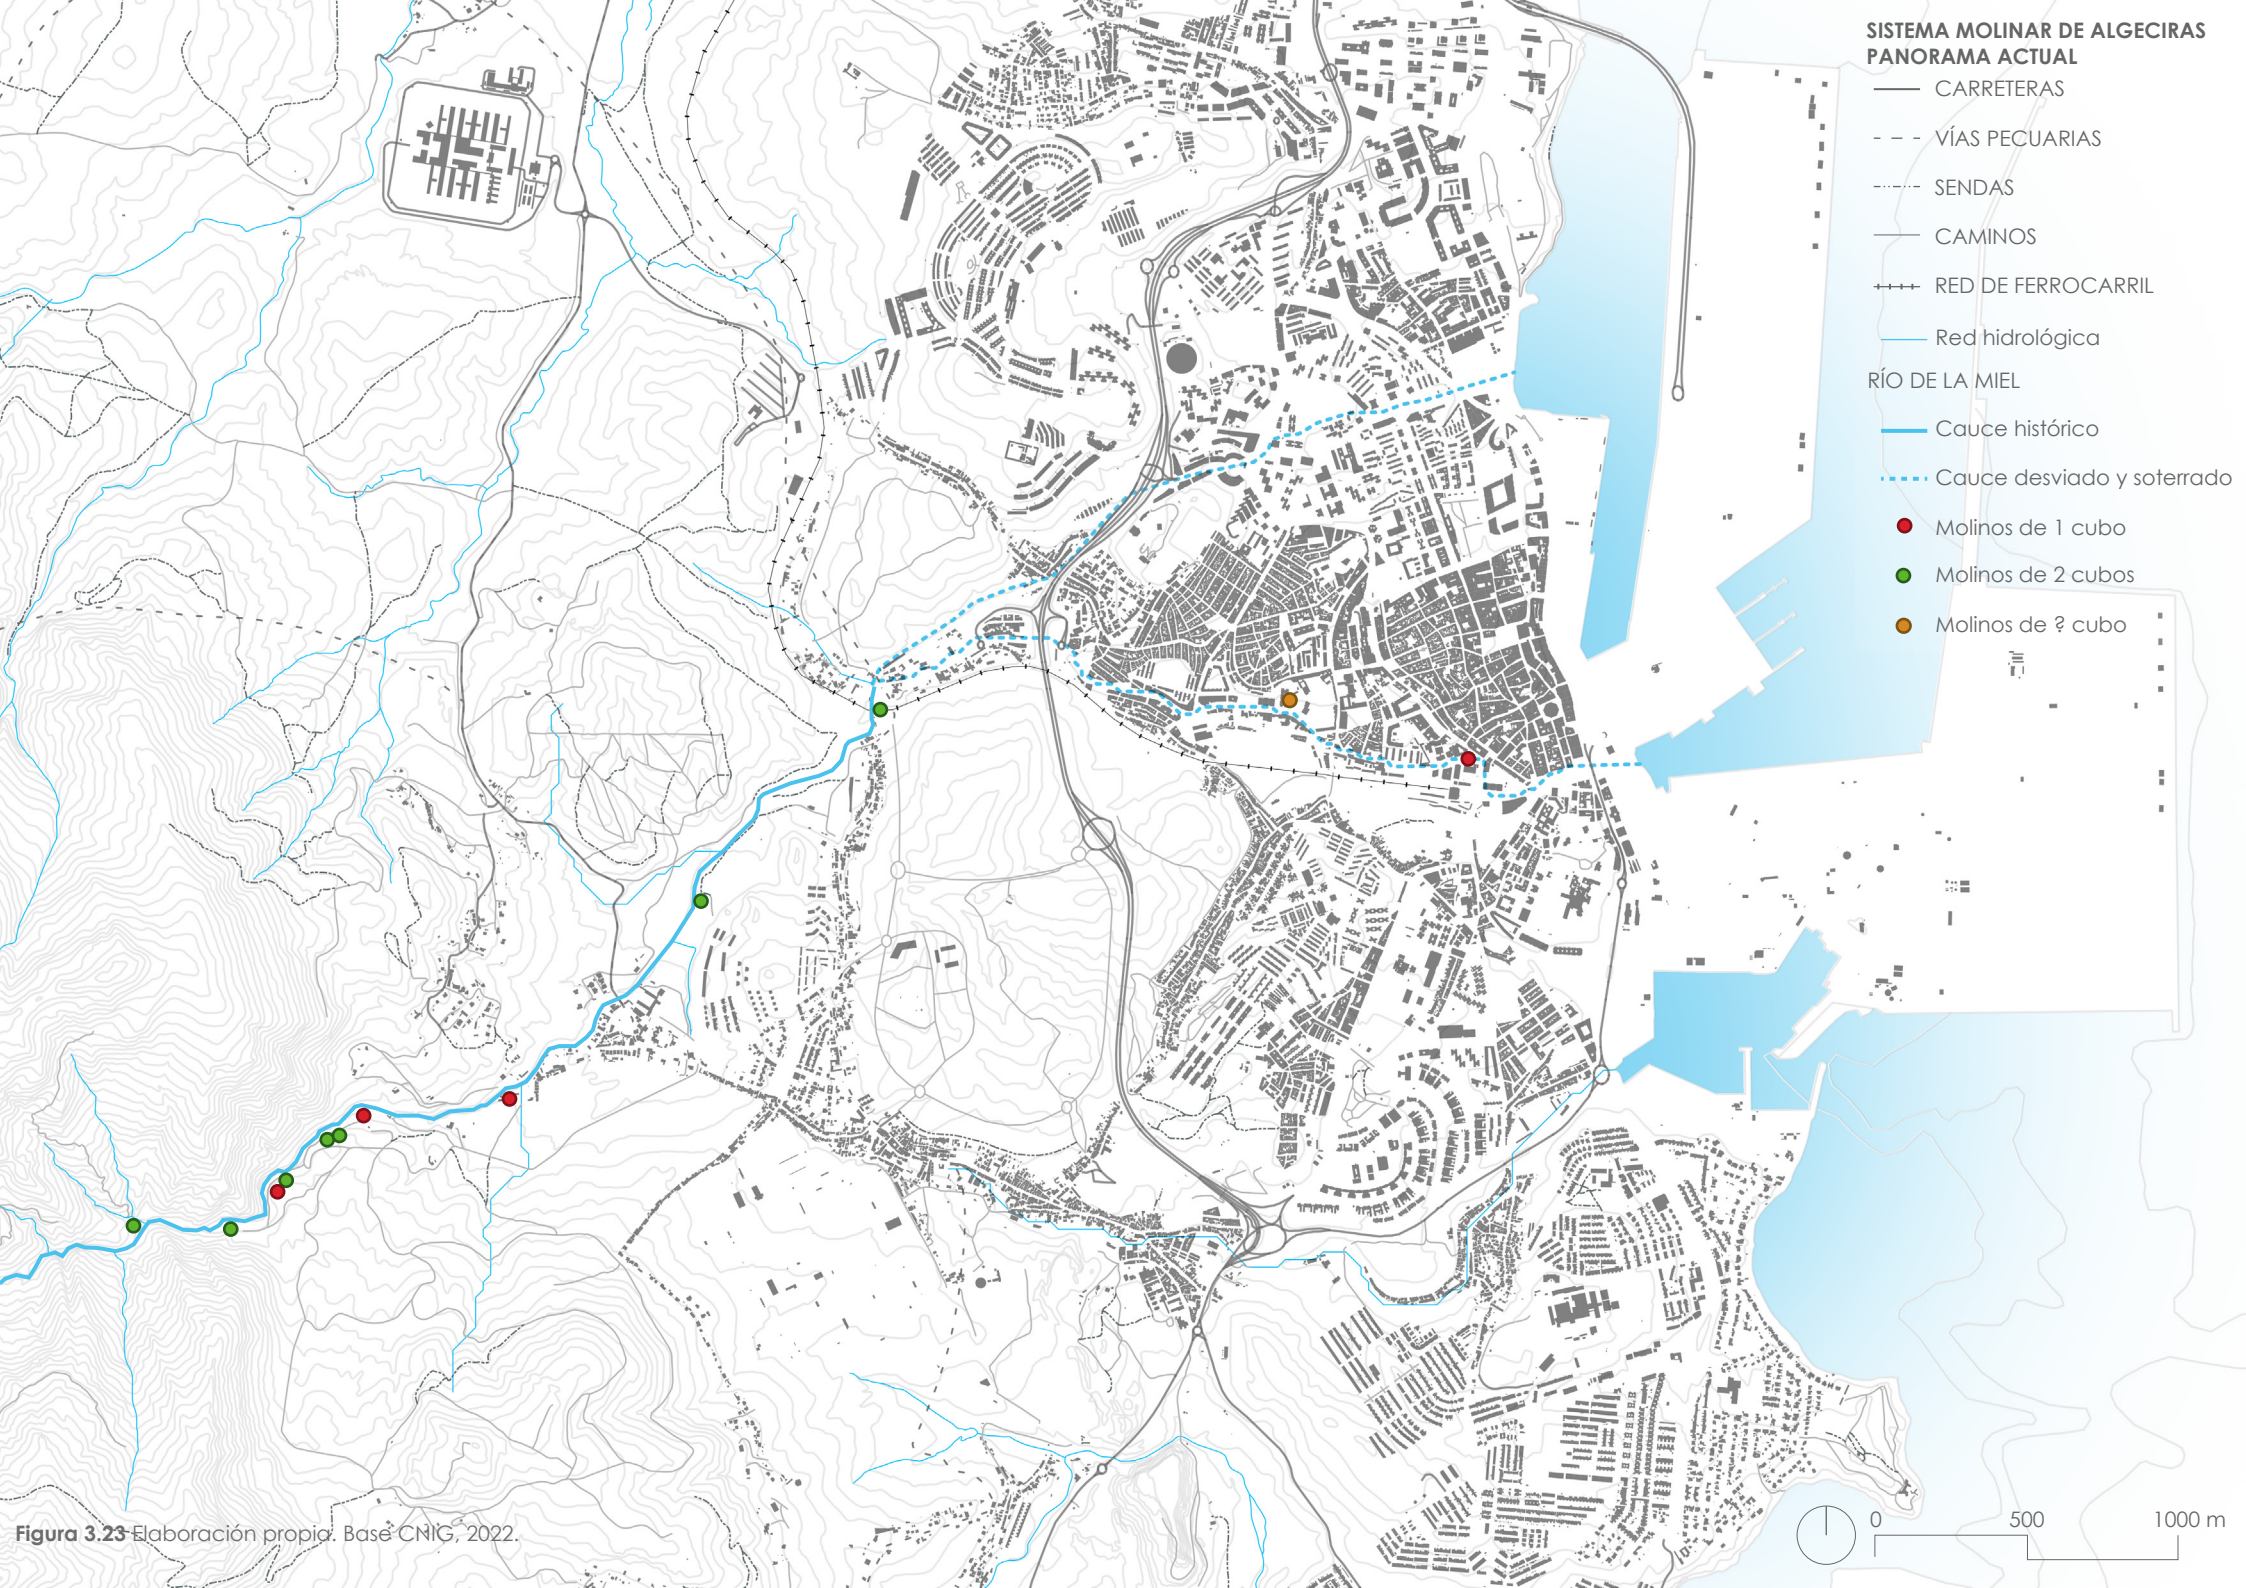 SISTEMA MOLINAR DE ALGECIRAS
PANORAMA ACTUAL
CARRETERAS
VÍAS PECUARIAS
SENDAS
CAMINOS
RED DE FERROCARRIL
Red hidrológica
RÍO DE LA MIEL
Cauce histórico
Cauce desviado y soterrado
Molinos de 1 cubo
Molinos de 2 cubos
Molinos de ? cubo
Figura 3.23 Elaboración propia. Base CNIG, 2022.
0 500 1000 m